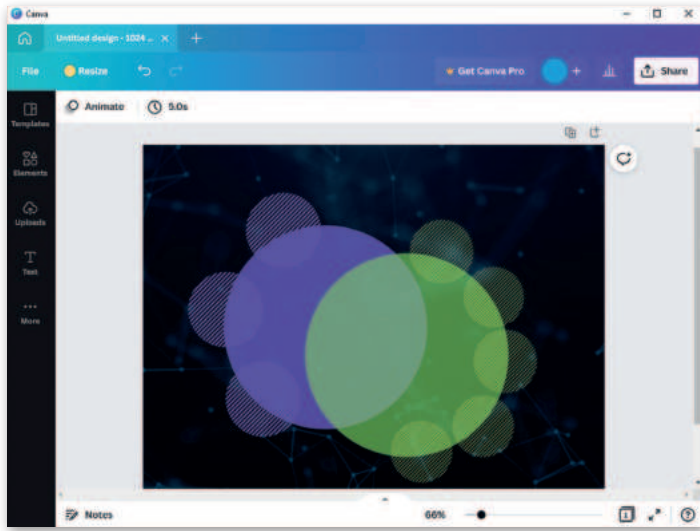 Canva
Untitled design - 1024 ...
File
Resize
Get Canva Pro
Share
Animate
5.0s
Templates
Elements
Uploads
Text
More
Notes
66%
1